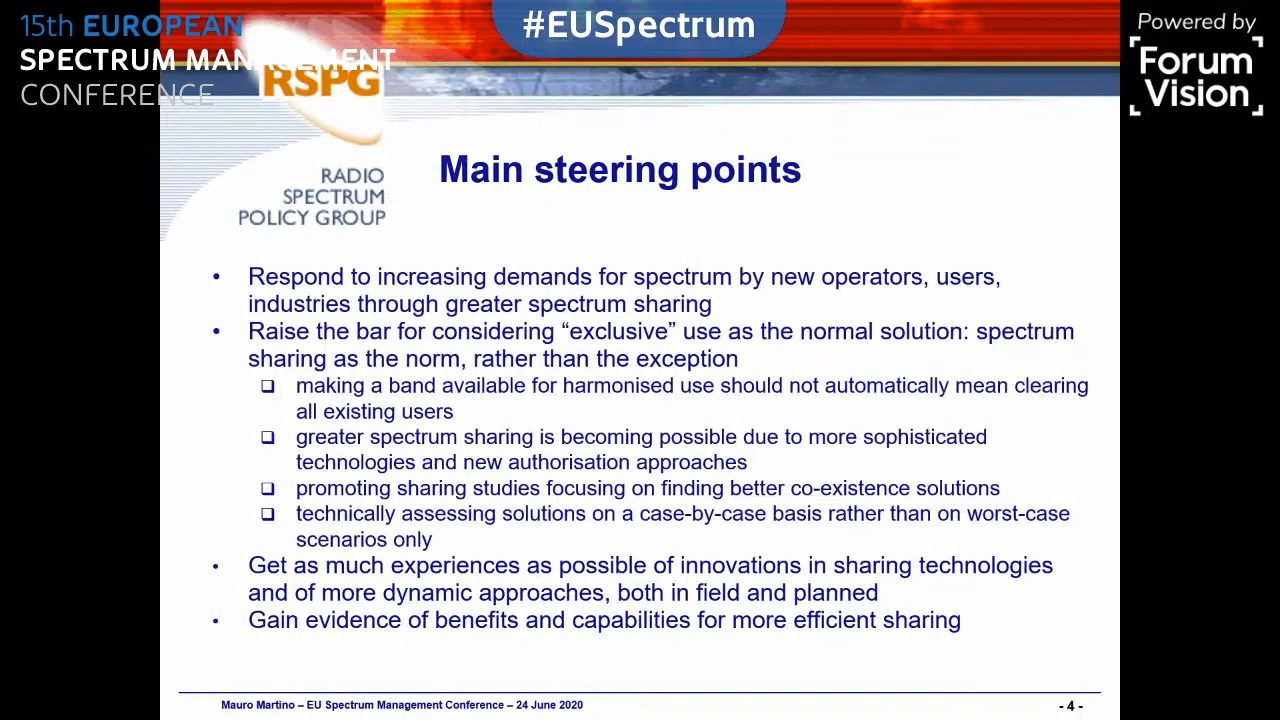 15th EUROPEAN
SPECTRUM MANAGEMENT
CONFERENCE
#EUSpectrum
Powered by
Forum
Vision
RSPG
RADIO
SPECTRUM
POLICY GROUP
Main steering points
• Respond to increasing demands for spectrum by new operators, users,
industries through greater spectrum sharing
• Raise the bar for considering “exclusive” use as the normal solution: spectrum
sharing as the norm, rather than the exception
❑ making a band available for harmonised use should not automatically mean clearing
all existing users
❑ greater spectrum sharing is becoming possible due to more sophisticated
technologies and new authorisation approaches
❑ promoting sharing studies focusing on finding better co-existence solutions
❑ technically assessing solutions on a case-by-case basis rather than on worst-case
scenarios only
• Get as much experiences as possible of innovations in sharing technologies
and of more dynamic approaches, both in field and planned
• Gain evidence of benefits and capabilities for more efficient sharing
Mauro Martino – EU Spectrum Management Conference – 24 June 2020
- 4 -